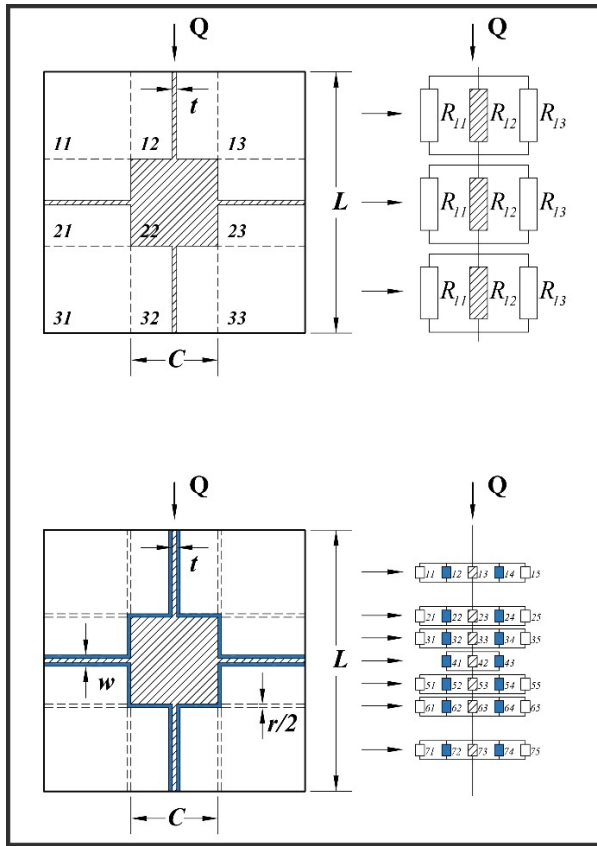 Q Q
t
11 12 13
R11 R12 R13
L
21 22 23
R11 R12 R13
31 32 33
R11 R12 R13
C
Q Q
t
11 12 13 14 15
21 22 23 24 25
31 32 33 34 35
L
w
41 42 43
51 52 53 54 55
61 62 63 64 65
r/2
71 72 73 74 75
C